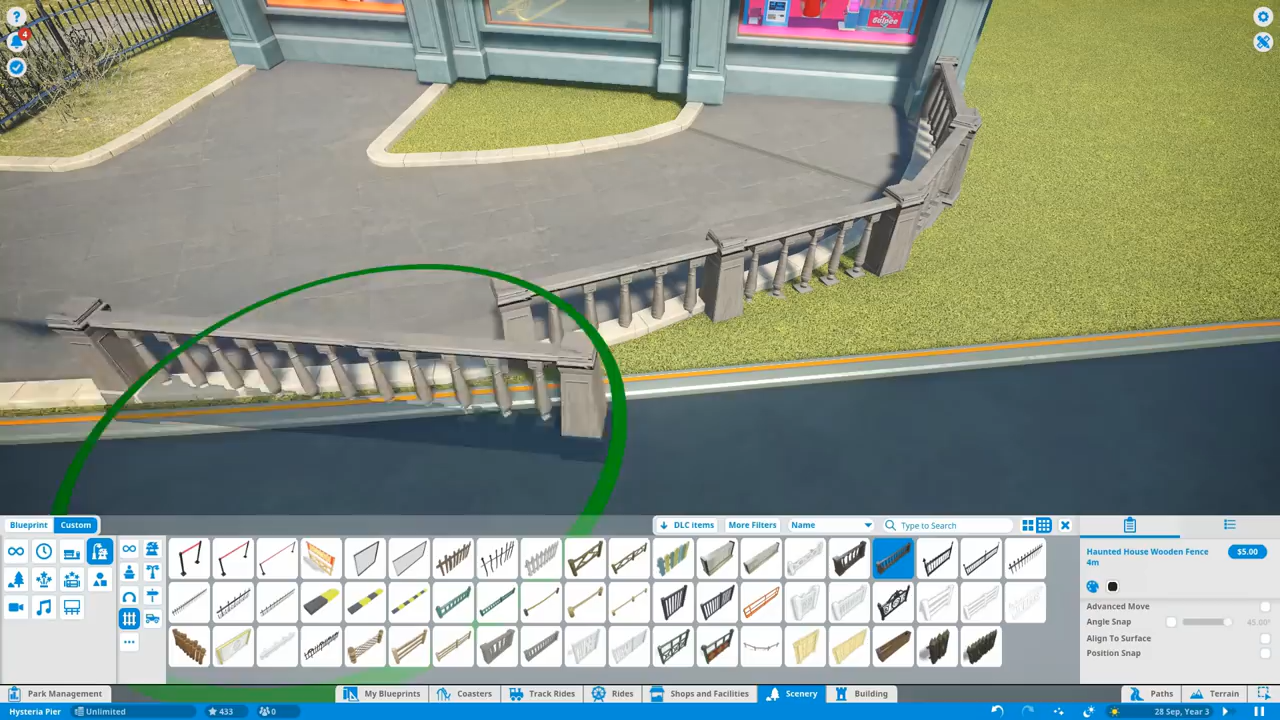 ?
4
Gulpee
Blueprint
Custom
DLC items
More Filters
Name
Type to Search
Haunted House Wooden Fence 4m
$5.00
Advanced Move
Angle Snap
45.00°
Align To Surface
Position Snap
Park Management
My Blueprints
Coasters
Track Rides
Rides
Shops and Facilities
Scenery
Building
Paths
Terrain
Hysteria Pier
Unlimited
433
0
28 Sep, Year 3